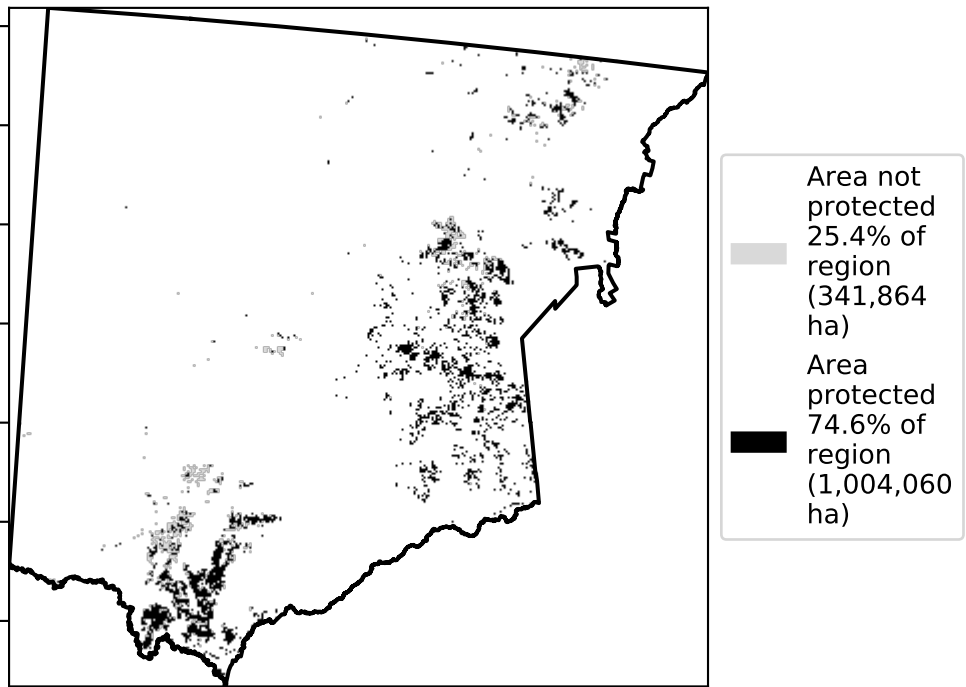 Area not
protected
25.4% of
region
(341,864
ha)
Area
protected
74.6% of
region
(1,004,060
ha)